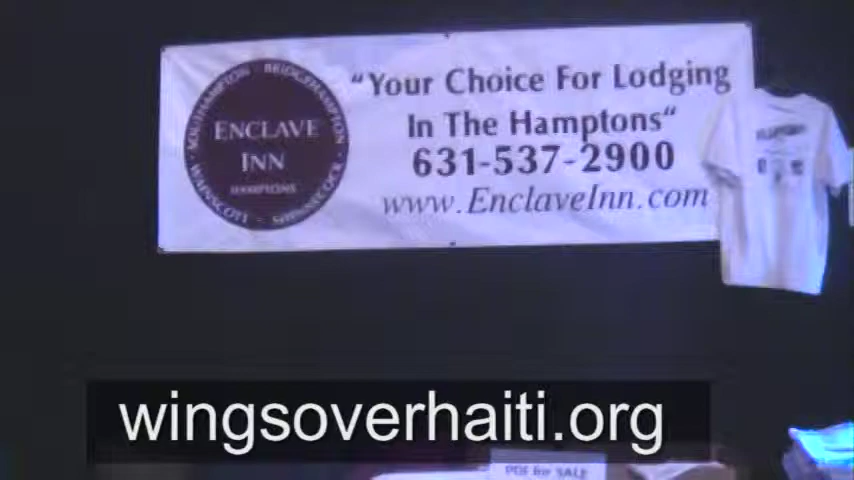 SOUTHAMPTON · BRIDGEHAMPTON
ENCLAVE
INN
HAMPTONS
WAINSCOTT · SHINNECOCK
"Your Choice For Lodging
In The Hamptons"
631-537-2900
www.EnclaveInn.com
wingsoverhaiti.org
for SALE